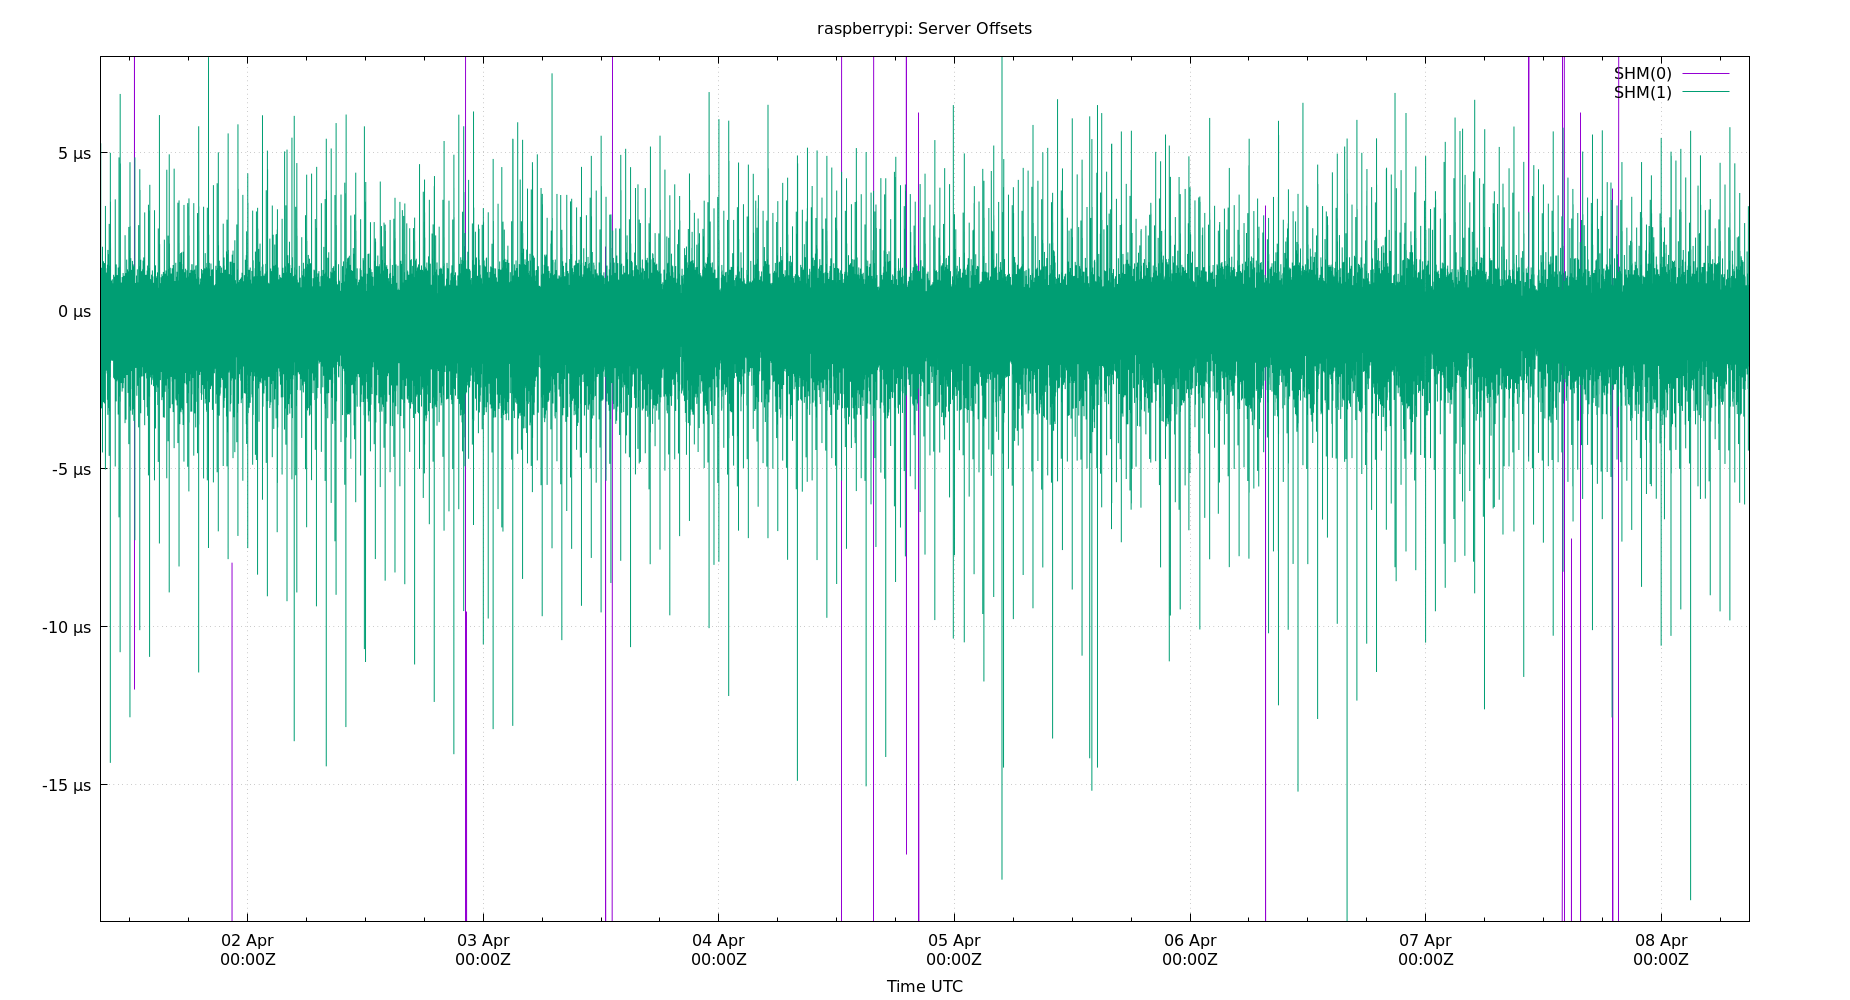 raspberrypi: Server Offsets
SHM(0)
SHM(1)
5 µs
0 µs
-5 µs
-10 µs
-15 µs
02 Apr 03 Apr 04 Apr 05 Apr 06 Apr 07 Apr 08 Apr
00:00Z 00:00Z 00:00Z 00:00Z 00:00Z 00:00Z 00:00Z
Time UTC